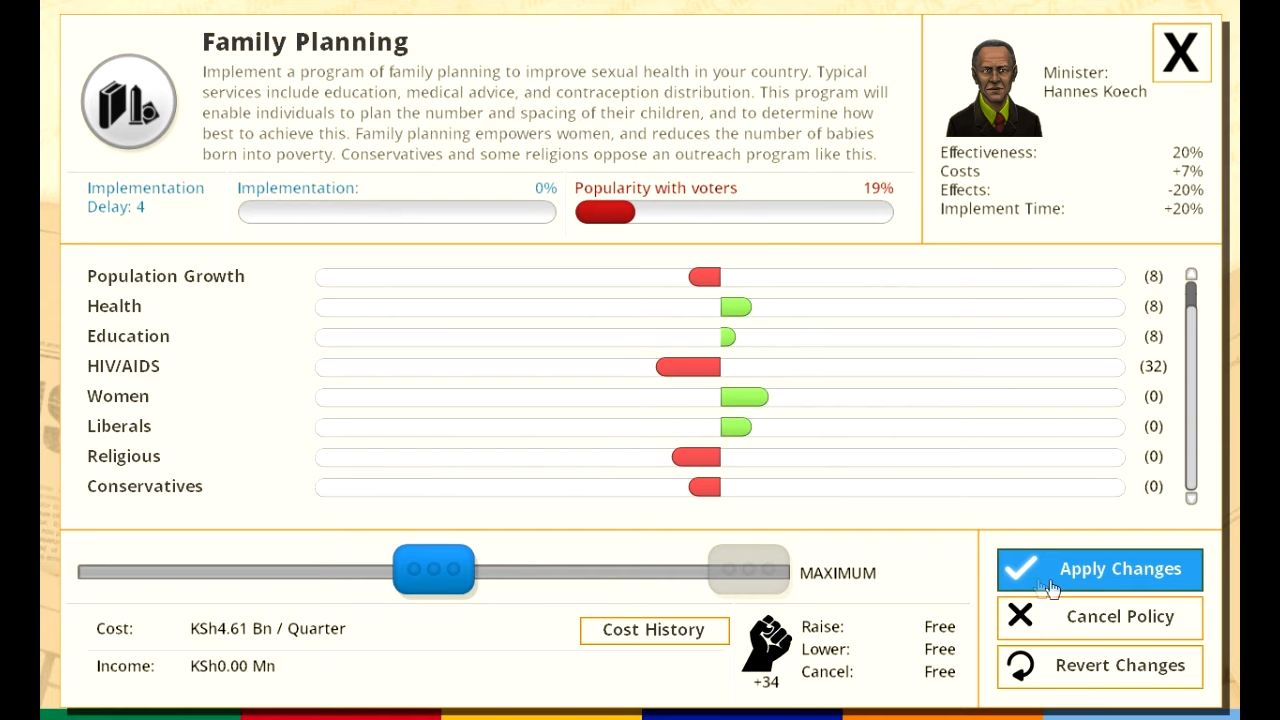 Family Planning
Implement a program of family planning to improve sexual health in your country. Typical
services include education, medical advice, and contraception distribution. This program will
enable individuals to plan the number and spacing of their children, and to determine how
best to achieve this. Family planning empowers women, and reduces the number of babies
born into poverty. Conservatives and some religions oppose an outreach program like this.
X
Minister:
Hannes Koech
Effectiveness: 20%
Costs +7%
Effects: -20%
Implement Time: +20%
Implementation
Delay: 4
Implementation: 0%
Popularity with voters 19%
Population Growth (8)
Health (8)
Education (8)
HIV/AIDS (32)
Women (0)
Liberals (0)
Religious (0)
Conservatives (0)
MAXIMUM
Cost: KSh4.61 Bn / Quarter
Income: KSh0.00 Mn
Cost History
+34
Raise: Free
Lower: Free
Cancel: Free
Apply Changes
Cancel Policy
Revert Changes